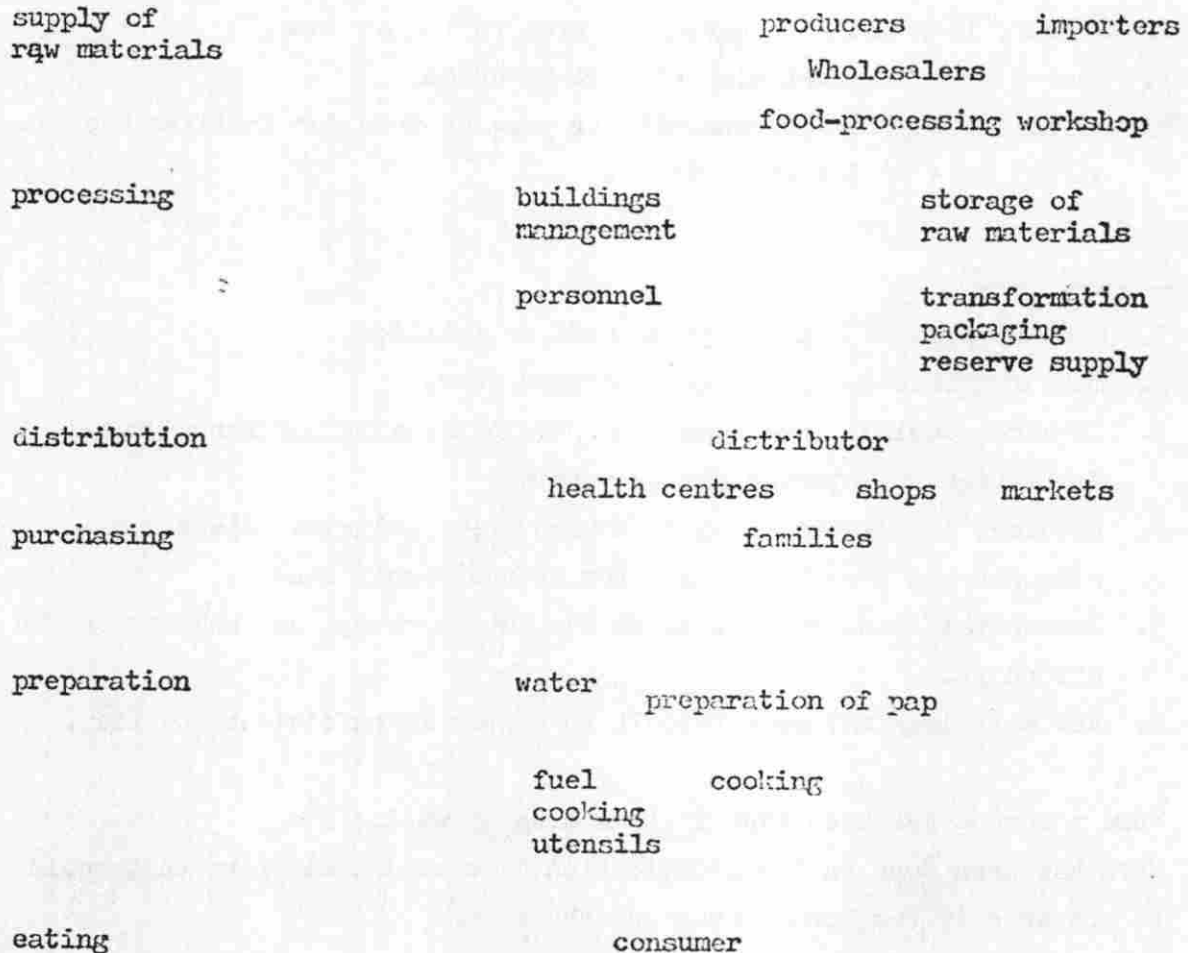 supply of producers importers
raw materials
Wholesalers
food-processing workshop
processing buildings storage of
management raw materials
personnel transformation
packaging
reserve supply
distribution distributor
health centres shops markets
purchasing families
preparation water
preparation of pap
fuel cooking
cooking
utensils
eating consumer